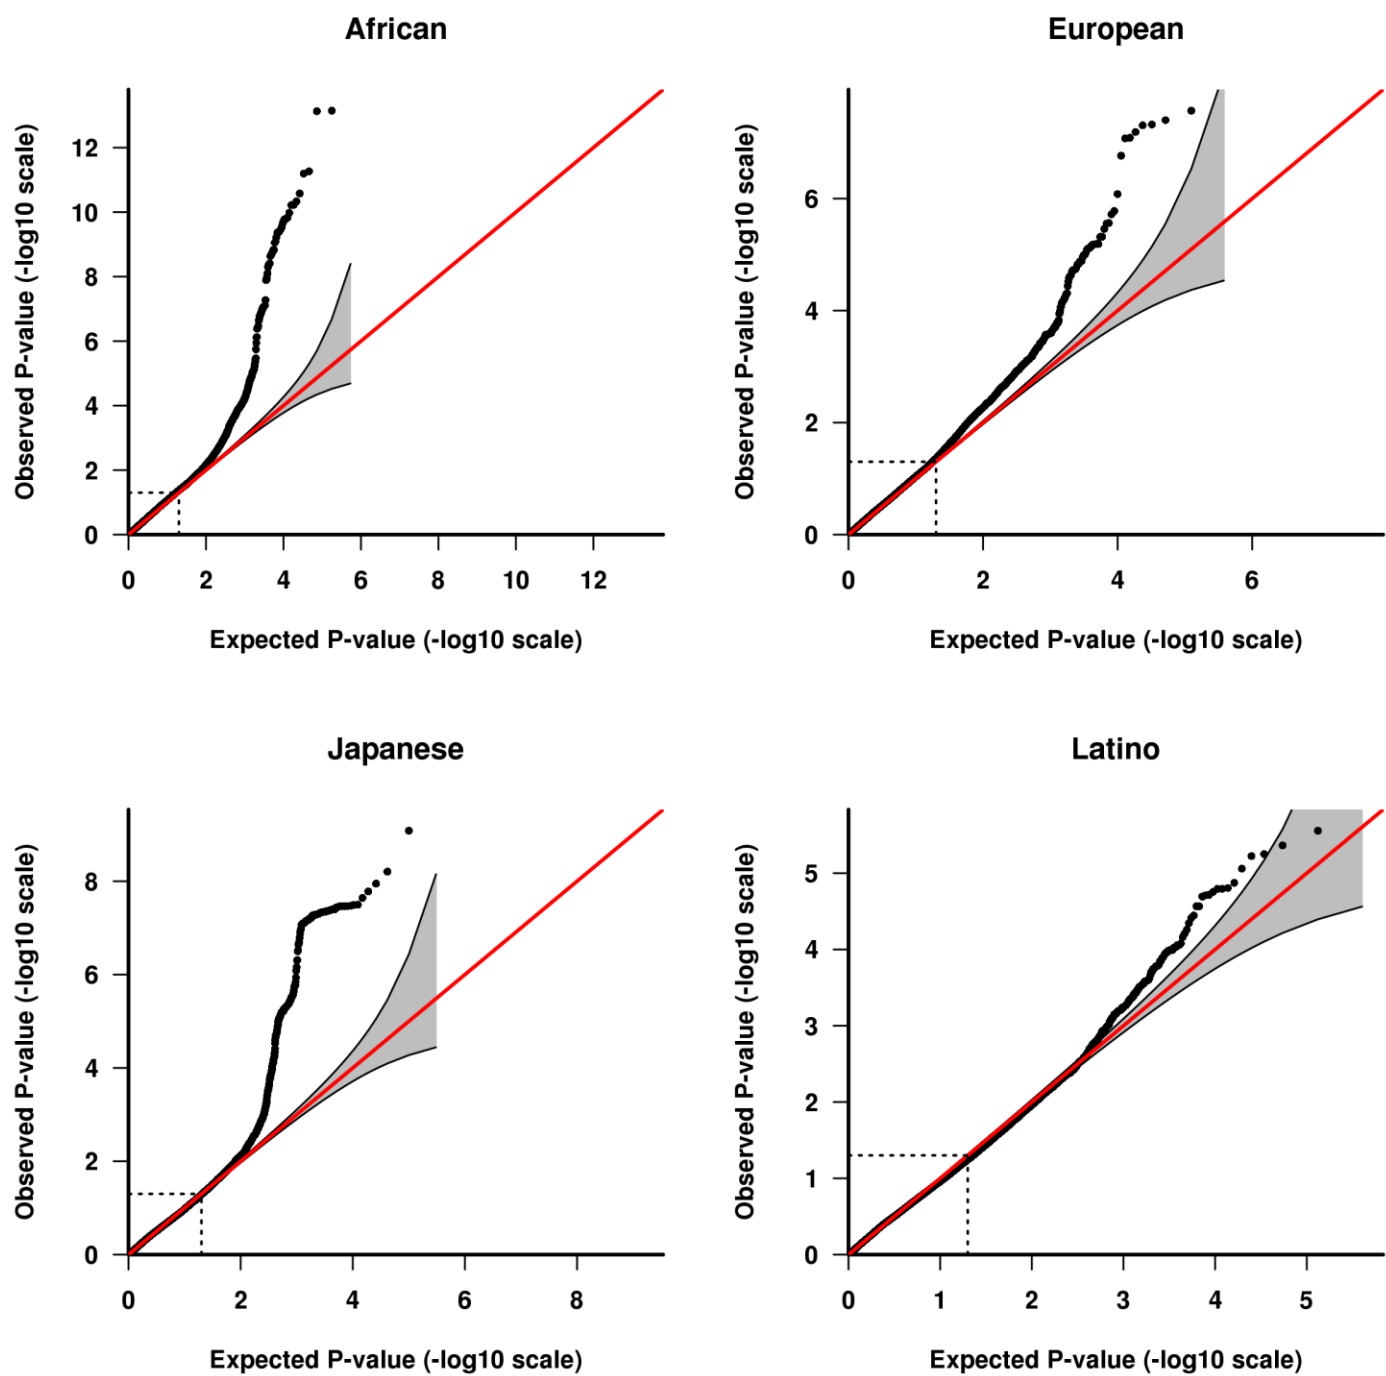 African
Observed P-value (-log10 scale)
12
10
8
6
4
2
0
0 2 4 6 8 10 12
Expected P-value (-log10 scale)
European
Observed P-value (-log10 scale)
6
4
2
0
0 2 4 6
Expected P-value (-log10 scale)
Japanese
Observed P-value (-log10 scale)
8
6
4
2
0
0 2 4 6 8
Expected P-value (-log10 scale)
Latino
Observed P-value (-log10 scale)
5
4
3
2
1
0
0 1 2 3 4 5
Expected P-value (-log10 scale)